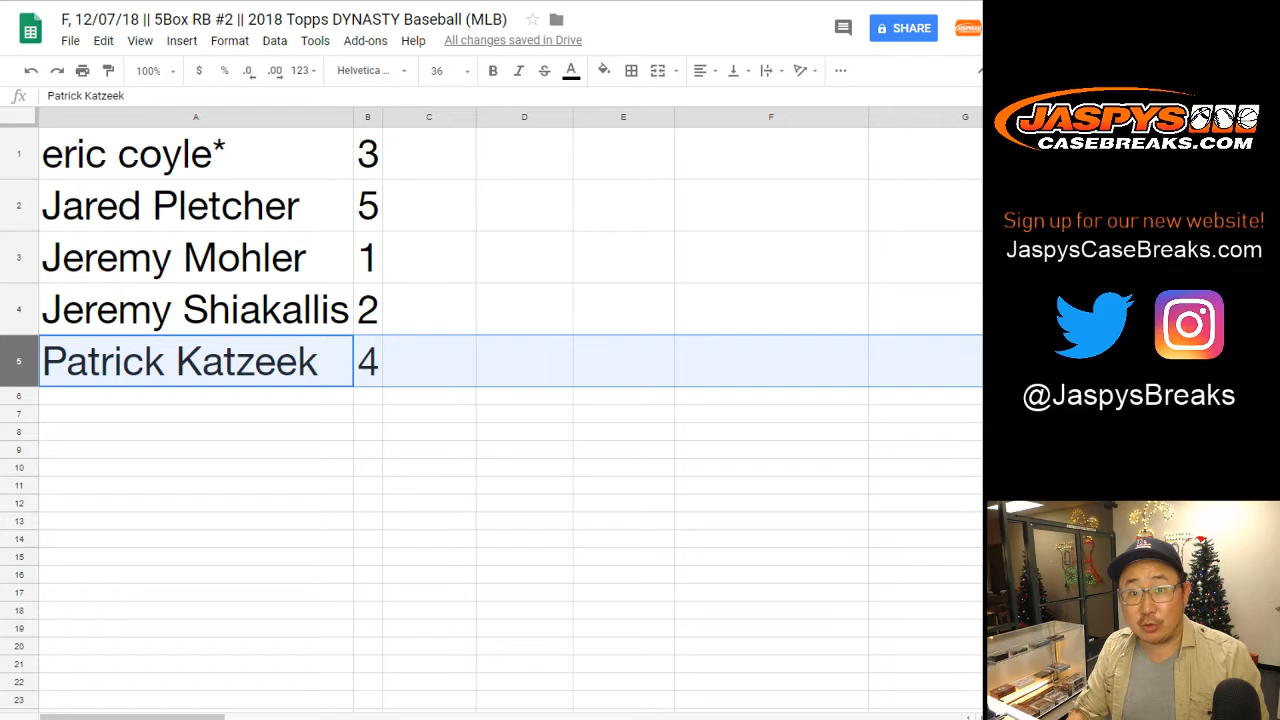 F, 12/07/18 || 5Box RB #2 || 2018 Topps DYNASTY Baseball (MLB)
File Edit View Insert Format Tools Add-ons Help All changes saved in Drive
SHARE
100% $ % .0 .00 123 Helvetica ... 36 B I S A
fx Patrick Katzeek
A B C D E F G
1 eric coyle* 3
2 Jared Pletcher 5
3 Jeremy Mohler 1
4 Jeremy Shiakallis 2
5 Patrick Katzeek 4
6
7
8
9
10
11
12
13
14
15
16
17
18
19
20
21
22
23
JASPYS
CASEBREAKS.COM
Sign up for our new website!
JaspysCaseBreaks.com
@JaspysBreaks